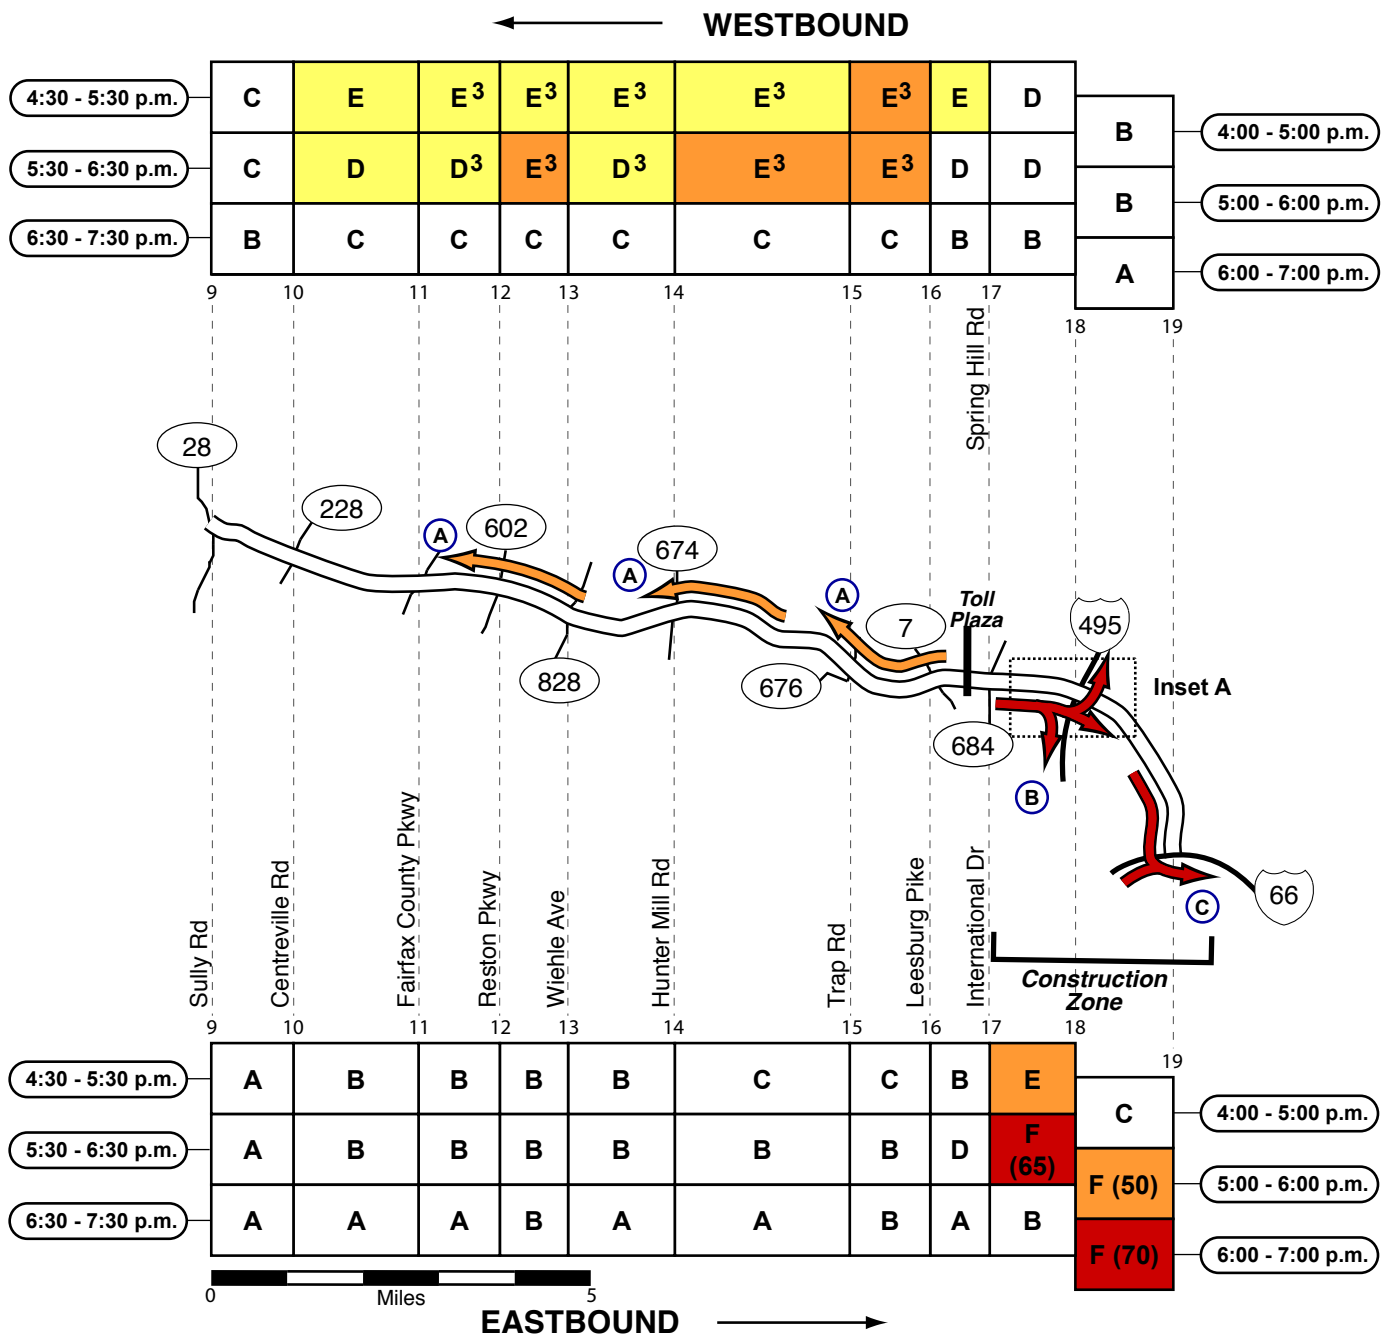 WESTBOUND
4:30 - 5:30 p.m.
C E E3 E3 E3 E3 E3 E D
B
4:00 - 5:00 p.m.
5:30 - 6:30 p.m.
C D D3 E3 D3 E3 E3 D D
B
5:00 - 6:00 p.m.
6:30 - 7:30 p.m.
B C C C C C C B B
A
6:00 - 7:00 p.m.
9 10 11 12 13 14 15 16 17
18 19
Spring Hill Rd
28
228
A
602
A
674
A
7
Toll
Plaza
495
828
676
684
Inset A
B
C
66
Sully Rd
Centreville Rd
Fairfax County Pkwy
Reston Pkwy
Wiehle Ave
Hunter Mill Rd
Trap Rd
Leesburg Pike
International Dr
Construction
Zone
9 10 11 12 13 14 15 16 17 18
19
4:30 - 5:30 p.m.
A B B B B C C B E
C
4:00 - 5:00 p.m.
5:30 - 6:30 p.m.
A B B B B B B D F
(65)
F (50)
5:00 - 6:00 p.m.
6:30 - 7:30 p.m.
A A A B A A B A B
F (70)
6:00 - 7:00 p.m.
0 Miles 5
EASTBOUND